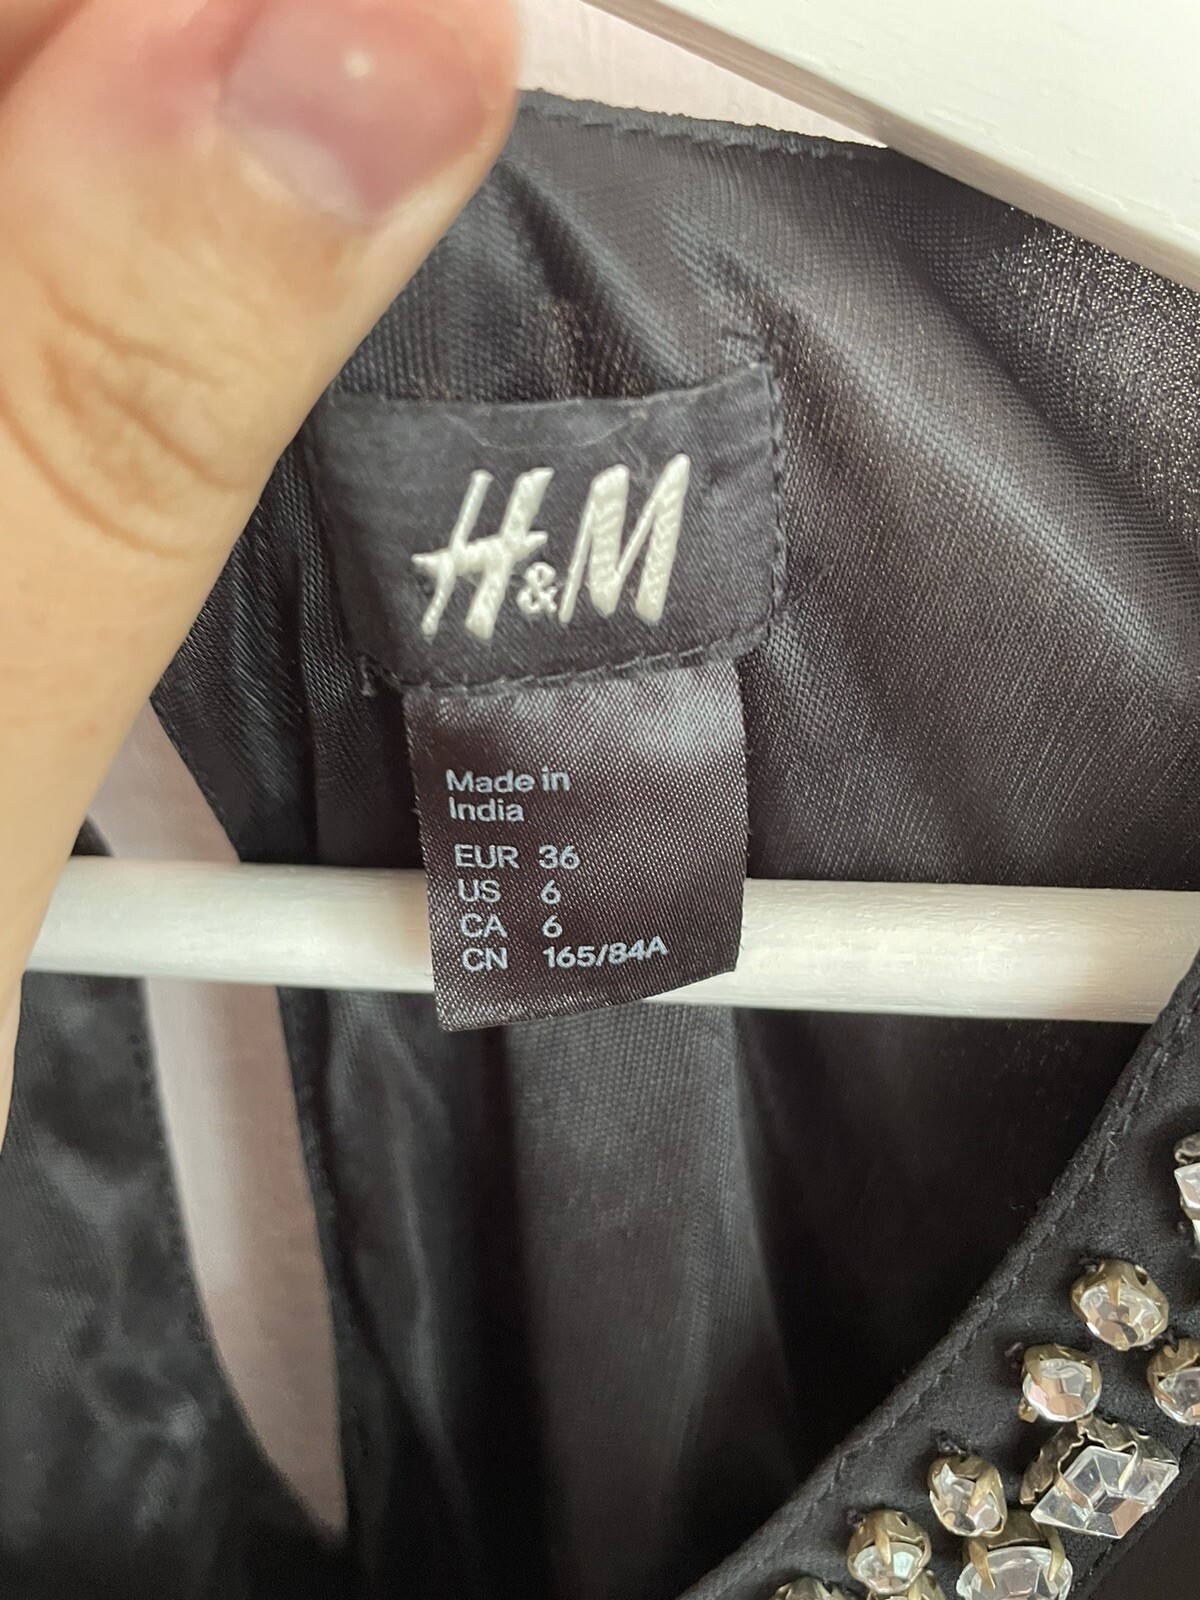 H&M
Made in
India
EUR 36
US 6
CA 6
CN 165/84A